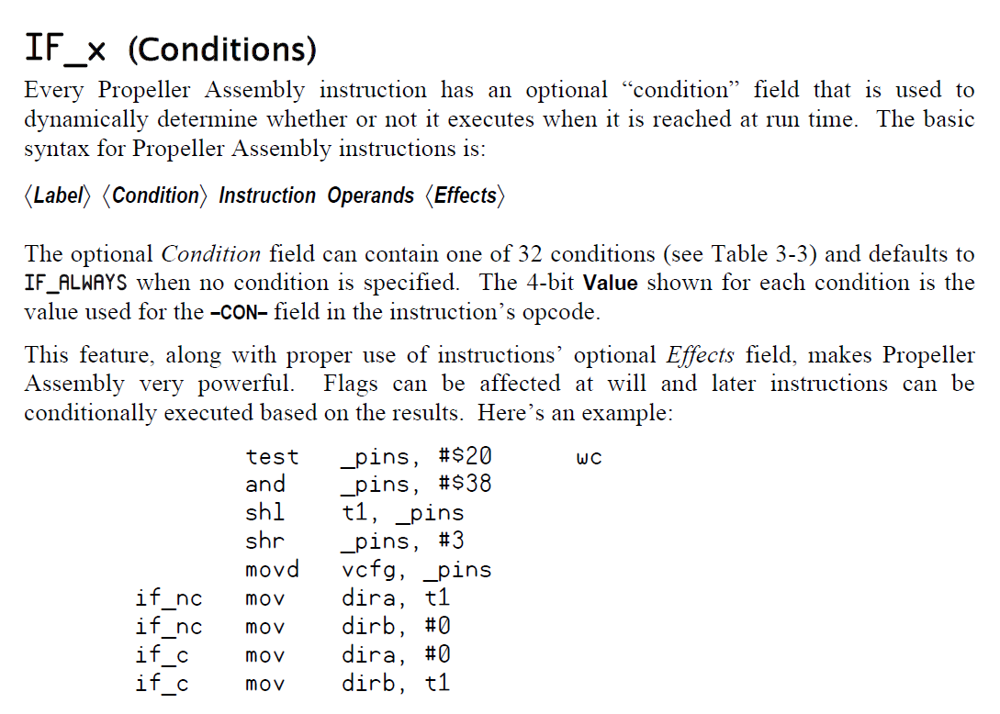 IF_x (Conditions)
Every Propeller Assembly instruction has an optional “condition” field that is used to
dynamically determine whether or not it executes when it is reached at run time.  The basic
syntax for Propeller Assembly instructions is:
⟨Label⟩ ⟨Condition⟩ Instruction Operands ⟨Effects⟩
The optional Condition field can contain one of 32 conditions (see Table 3-3) and defaults to
IF_ALWAYS when no condition is specified.  The 4-bit Value shown for each condition is the
value used for the –CON– field in the instruction’s opcode.
This feature, along with proper use of instructions’ optional Effects field, makes Propeller
Assembly very powerful.  Flags can be affected at will and later instructions can be
conditionally executed based on the results.  Here’s an example:
test _pins, #$20 wc
and _pins, #$38
shl t1, _pins
shr _pins, #3
movd vcfg, _pins
if_nc mov dira, t1
if_nc mov dirb, #0
if_c mov dira, #0
if_c mov dirb, t1